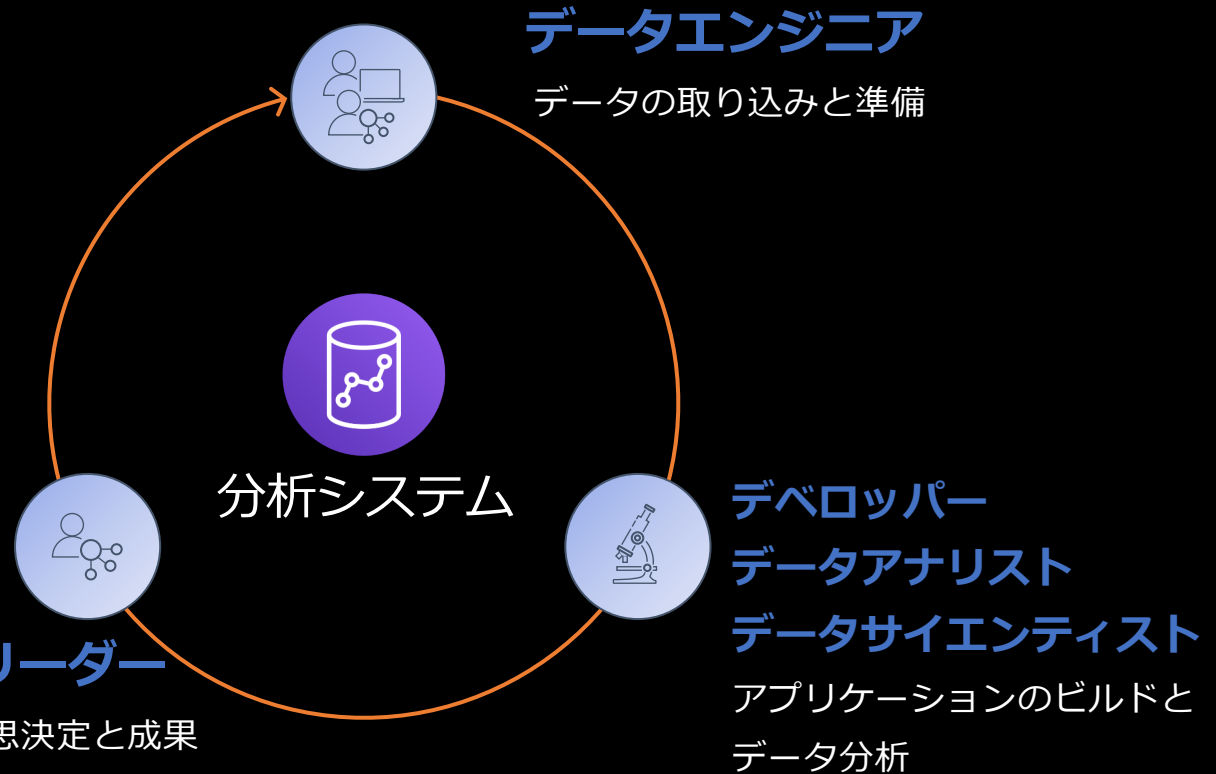 データエンジニア
データの取り込みと準備
分析システム
デベロッパー
データアナリスト
データサイエンティスト
アプリケーションのビルドと
データ分析
リーダー
思決定と成果